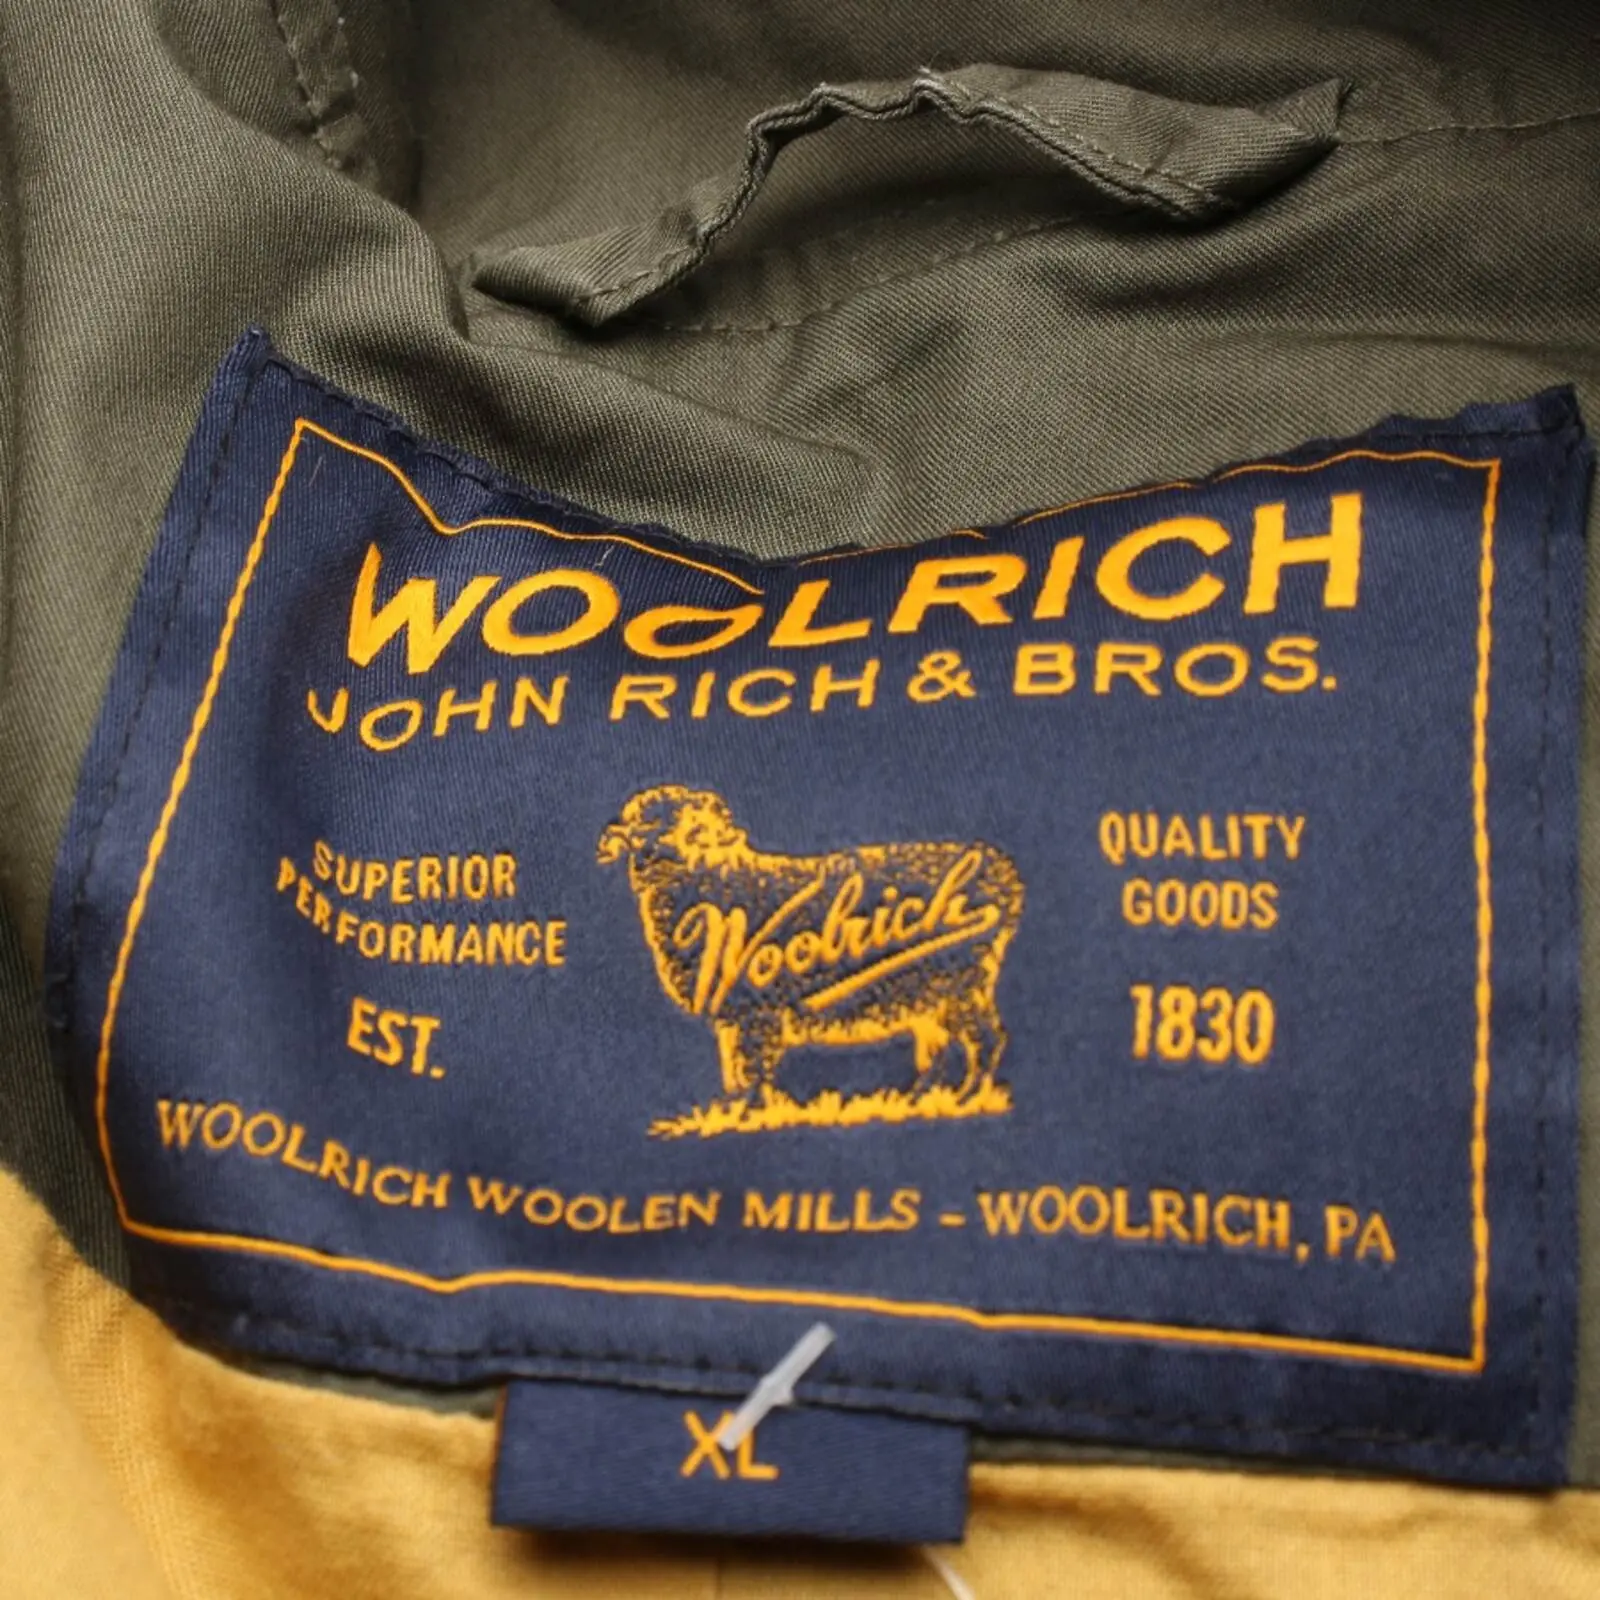 WOOLRICH
JOHN RICH & BROS.
SUPERIOR
PERFORMANCE
EST.
Woolrich
QUALITY
GOODS
1830
WOOLRICH WOOLEN MILLS - WOOLRICH, PA
XL